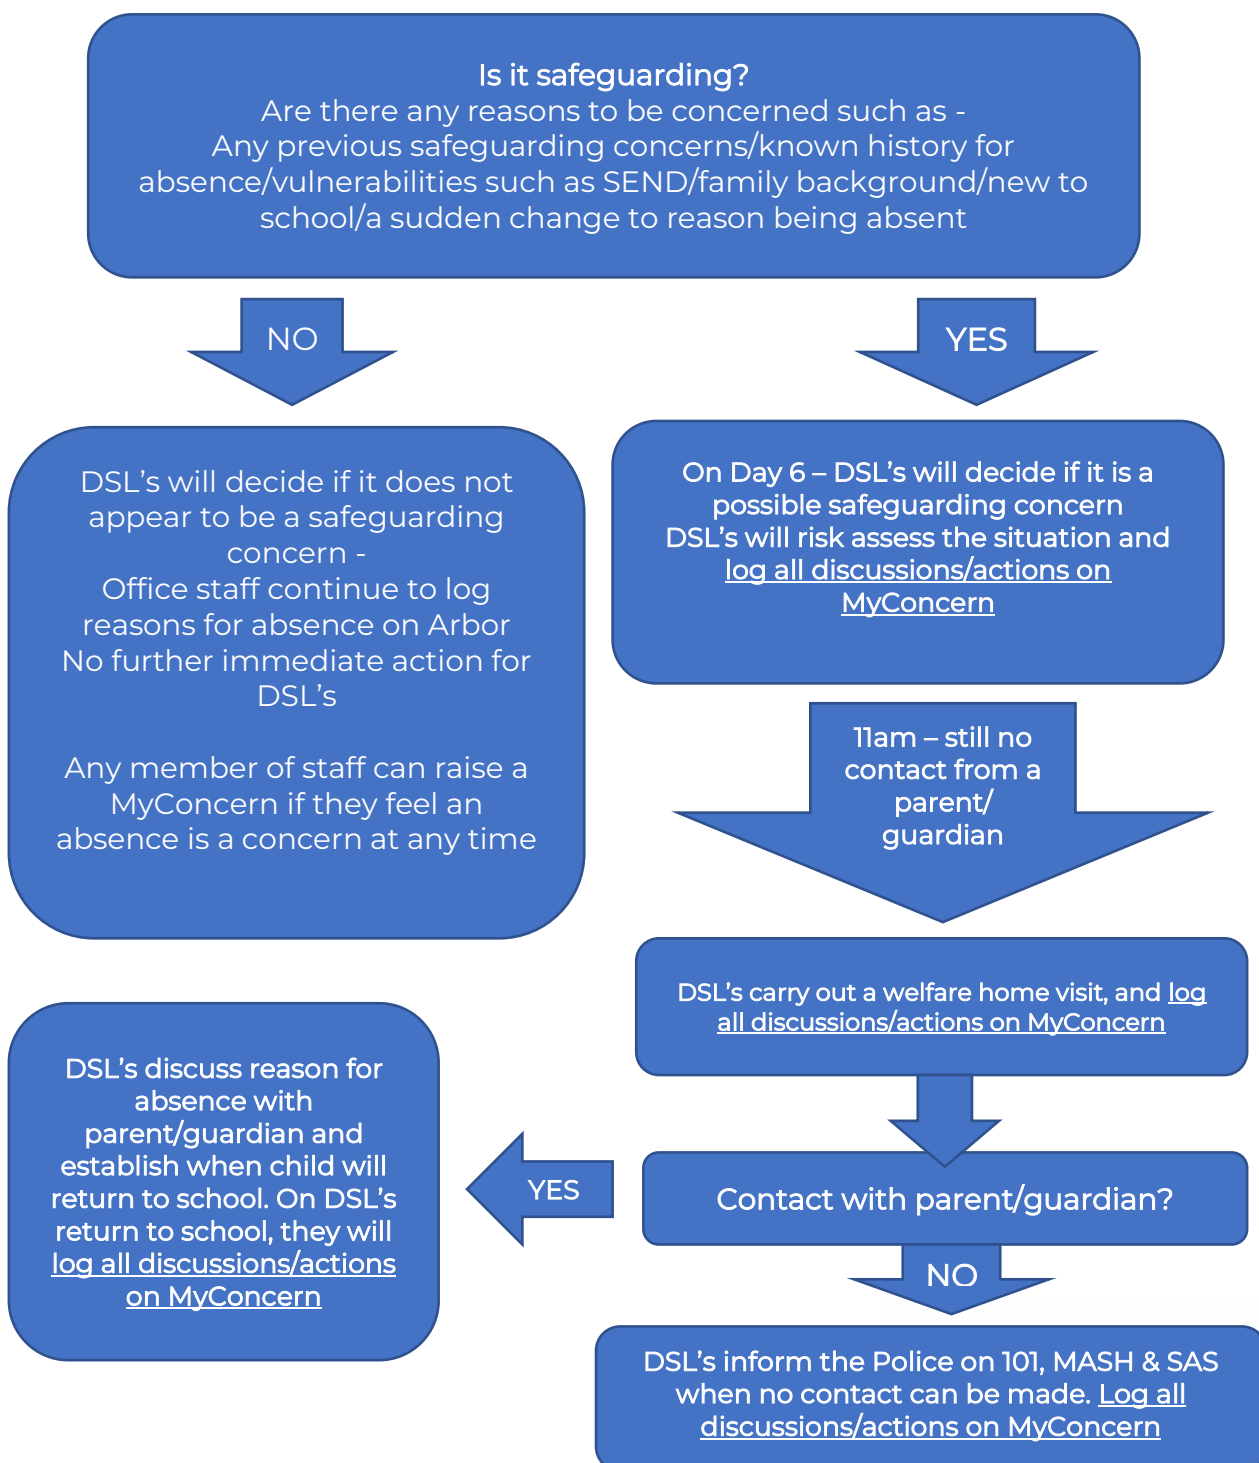 Is it safeguarding?
Are there any reasons to be concerned such as -
Any previous safeguarding concerns/known history for
absence/vulnerabilities such as SEND/family background/new to
school/a sudden change to reason being absent
NO
YES
DSL’s will decide if it does not
appear to be a safeguarding
concern -
Office staff continue to log
reasons for absence on Arbor
No further immediate action for
DSL’s
Any member of staff can raise a
MyConcern if they feel an
absence is a concern at any time
On Day 6 – DSL’s will decide if it is a
possible safeguarding concern
DSL’s will risk assess the situation and
log all discussions/actions on
MyConcern
11am – still no
contact from a
parent/
guardian
DSL’s carry out a welfare home visit, and log
all discussions/actions on MyConcern
Contact with parent/guardian?
YES
DSL’s discuss reason for
absence with
parent/guardian and
establish when child will
return to school. On DSL’s
return to school, they will
log all discussions/actions
on MyConcern
NO
DSL’s inform the Police on 101, MASH & SAS
when no contact can be made. Log all
discussions/actions on MyConcern